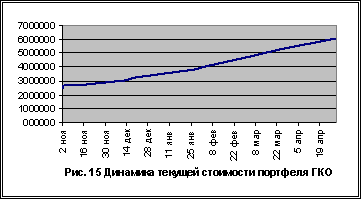 7000000
6000000
5000000
4000000
3000000
2000000
1000000
0000000
2 ноя
16 ноя
30 ноя
14 дек
28 дек
11 янв
25 янв
8 фев
22 фев
8 мар
22 мар
5 апр
19 апр
Рис. 15 Динамика текущей стоимости портфеля ГКО